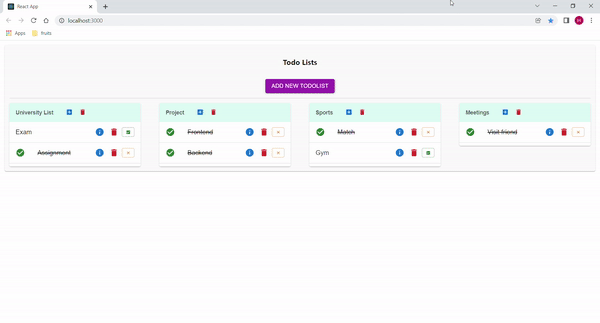 React App
localhost:3000
Apps
fruits
Todo Lists
ADD NEW TODOLIST
University List
Project
Sports
Meetings
Exam
Frontend
Match
Visit friend
Assignment
Backend
Gym